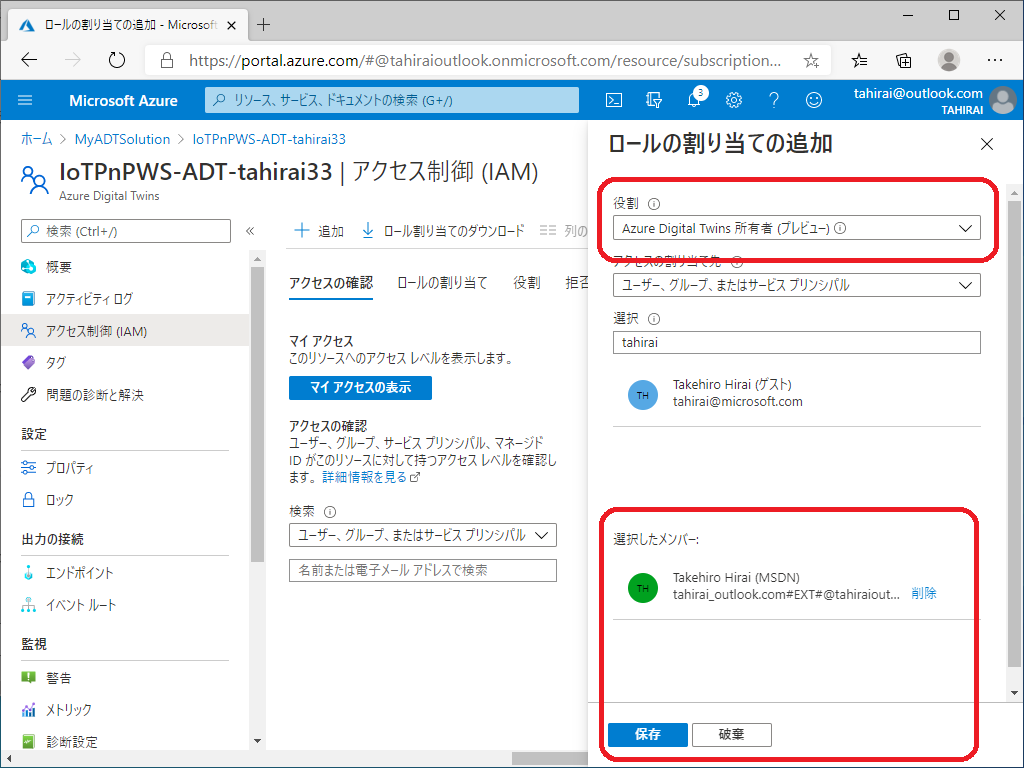 ロールの割り当ての追加 - Microsoft
https://portal.azure.com/#@tahiraioutlook.onmicrosoft.com/resource/subscription...
Microsoft Azure
リソース、サービス、ドキュメントの検索 (G+/)
3
tahirai@outlook.com
TAHIRAI
ホーム > MyADTSolution > IoTPnPWS-ADT-tahirai33
IoTPnPWS-ADT-tahirai33 | アクセス制御 (IAM)
Azure Digital Twins
検索 (Ctrl+/)
概要
アクティビティ ログ
アクセス制御 (IAM)
タグ
問題の診断と解決
設定
プロパティ
ロック
出力の接続
エンドポイント
イベント ルート
監視
警告
メトリック
診断設定
追加
ロール割り当てのダウンロード
列の
アクセスの確認
ロールの割り当て
役割
拒否
マイ アクセス
このリソースへのアクセス レベルを表示します。
マイ アクセスの表示
アクセスの確認
ユーザー、グループ、サービス プリンシパル、マネージド
ID がこのリソースに対して持つアクセス レベルを確認し
ます。詳細情報を見る
検索
ユーザー、グループ、またはサービス プリンシパル
名前または電子メール アドレスで検索
ロールの割り当ての追加
役割
Azure Digital Twins 所有者 (プレビュー)
アクセスの割り当て先
ユーザー、グループ、またはサービス プリンシパル
選択
tahirai
TH
Takehiro Hirai (ゲスト)
tahirai@microsoft.com
選択したメンバー:
TH
Takehiro Hirai (MSDN)
tahirai_outlook.com#EXT#@tahiraiout...
削除
保存
破棄